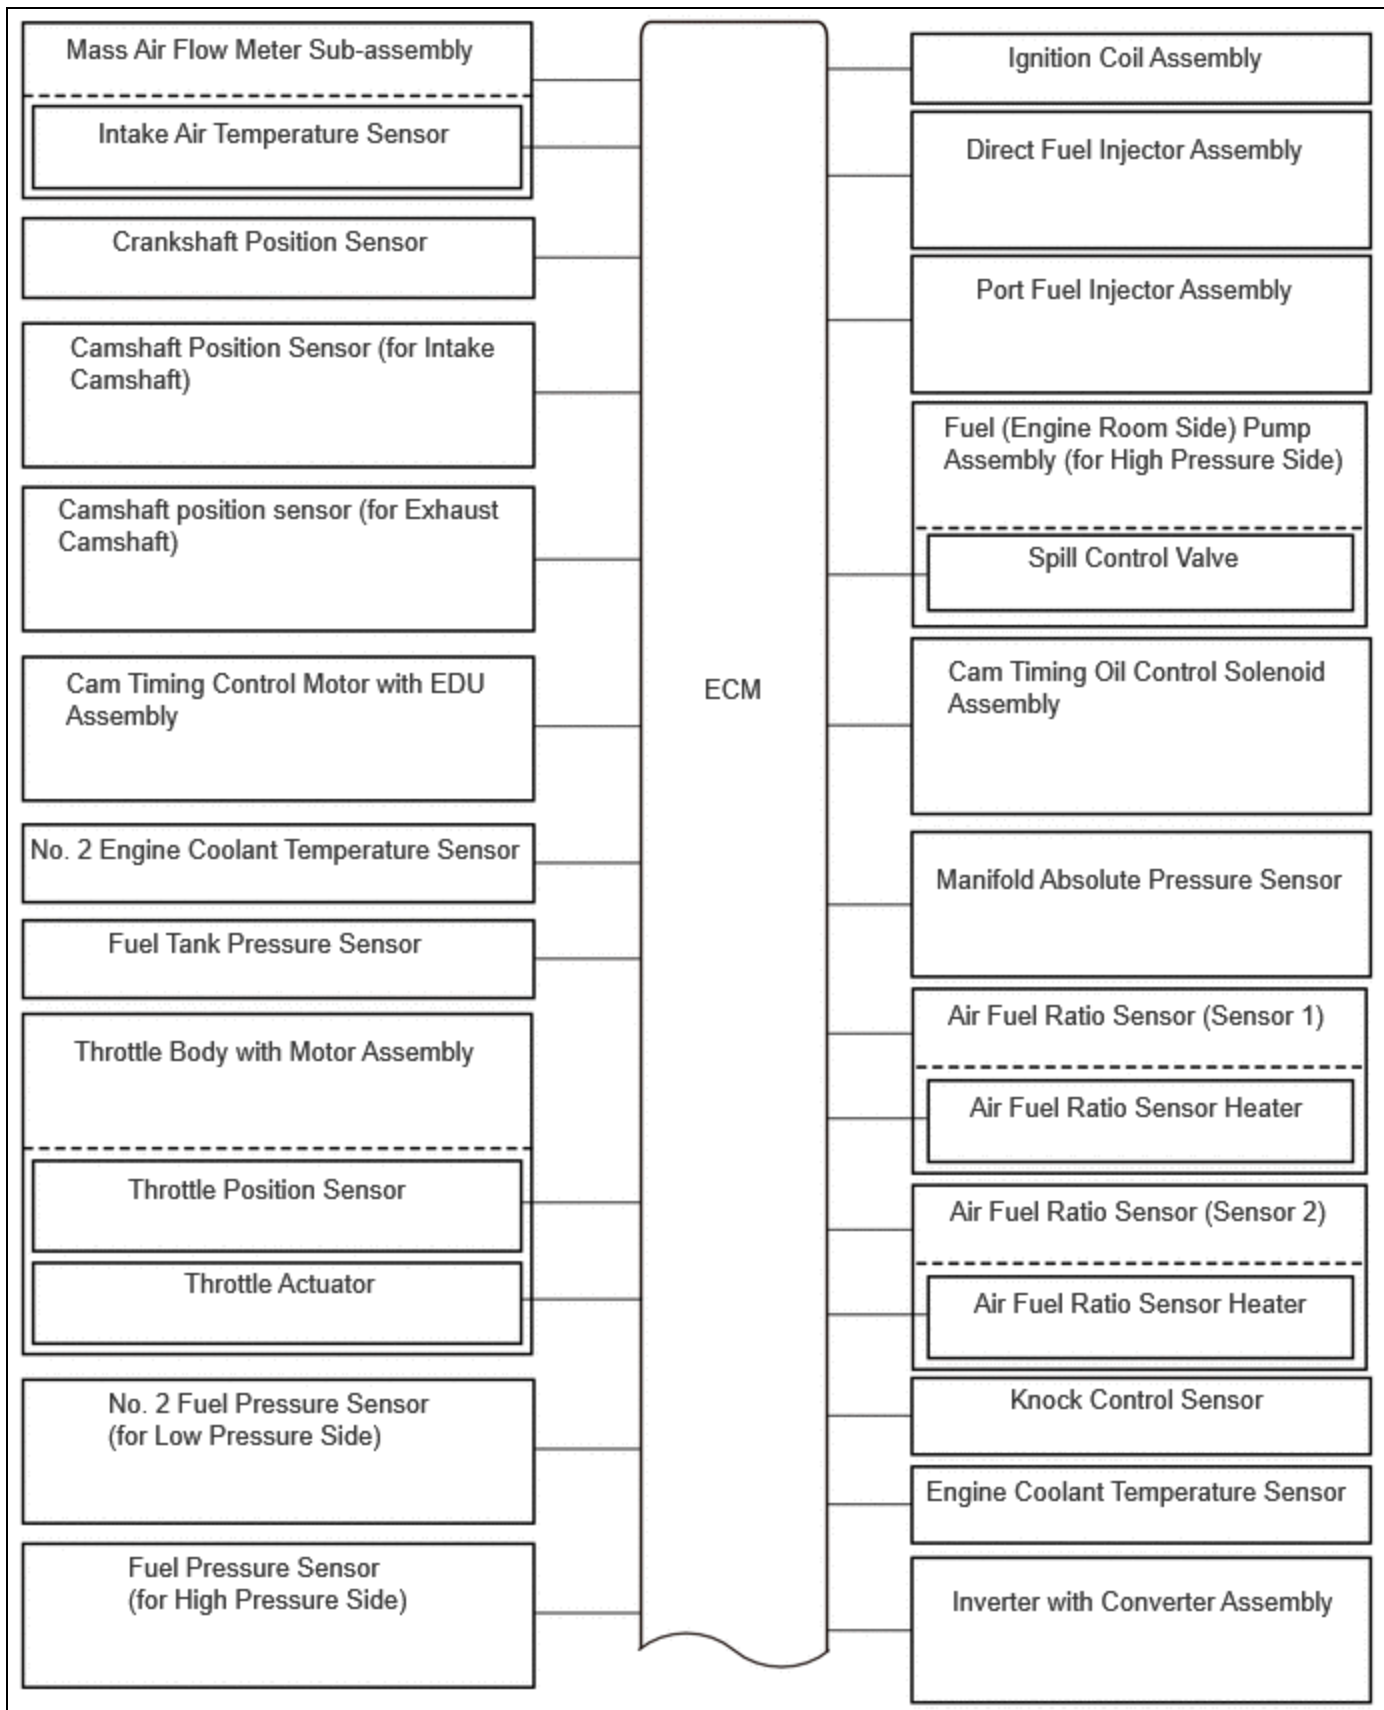 Mass Air Flow Meter Sub-assembly
Intake Air Temperature Sensor
Crankshaft Position Sensor
Camshaft Position Sensor (for Intake
Camshaft)
Camshaft position sensor (for Exhaust
Camshaft)
Cam Timing Control Motor with EDU
Assembly
No. 2 Engine Coolant Temperature Sensor
Fuel Tank Pressure Sensor
Throttle Body with Motor Assembly
Throttle Position Sensor
Throttle Actuator
No. 2 Fuel Pressure Sensor
(for Low Pressure Side)
Fuel Pressure Sensor
(for High Pressure Side)
ECM
Ignition Coil Assembly
Direct Fuel Injector Assembly
Port Fuel Injector Assembly
Fuel (Engine Room Side) Pump
Assembly (for High Pressure Side)
Spill Control Valve
Cam Timing Oil Control Solenoid
Assembly
Manifold Absolute Pressure Sensor
Air Fuel Ratio Sensor (Sensor 1)
Air Fuel Ratio Sensor Heater
Air Fuel Ratio Sensor (Sensor 2)
Air Fuel Ratio Sensor Heater
Knock Control Sensor
Engine Coolant Temperature Sensor
Inverter with Converter Assembly